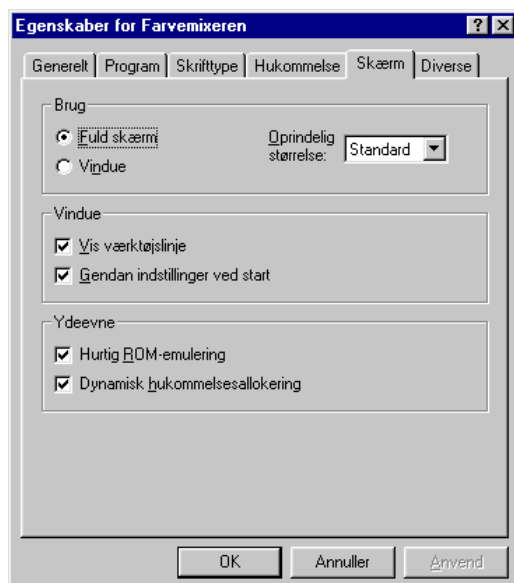 Egenskaber for Farvemixeren
Generelt Program Skrifttype Hukommelse Skærm Diverse
Brug
Fuld skærm
Vindue
Oprindelig
størrelse:
Standard
Vindue
Vis værktøjslinje
Gendan indstillinger ved start
Ydeevne
Hurtig ROM-emulering
Dynamisk hukommelsesallokering
OK Annuller Anvend